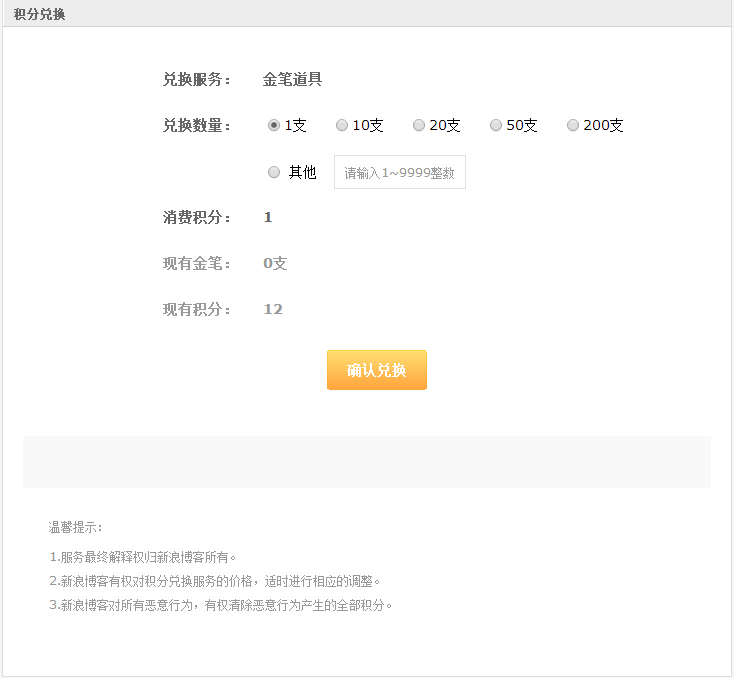 积分兑换
兑换服务： 金笔道具
兑换数量： 1支 10支 20支 50支 200支
其他 请输入1~9999整数
消费积分： 1
现有金笔： 0支
现有积分： 12
确认兑换
温馨提示：
1.服务最终解释权归新浪博客所有。
2.新浪博客有权对积分兑换服务的价格，适时进行相应的调整。
3.新浪博客对所有恶意行为，有权清除恶意行为产生的全部积分。